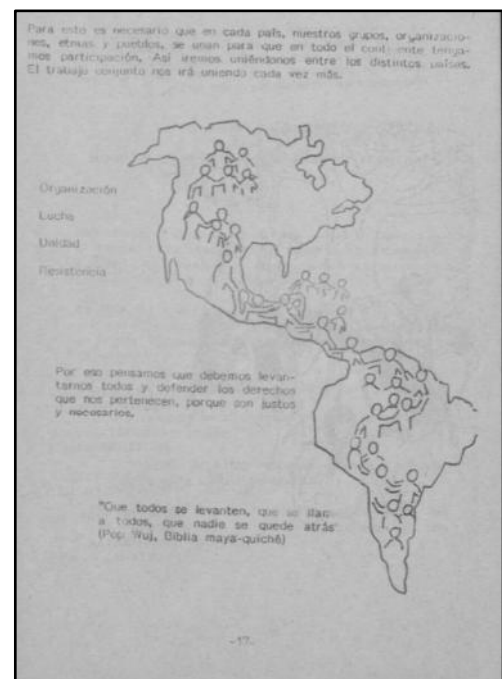 Para esto es necesario que en cada país, nuestros grupos, organizacio-
nes, etnias y pueblos, se unan para que en todo el continente tenga-
mos participación, Así iremos uniéndonos entre los distintos países.
El trabajo conjunto nos irá uniendo cada vez más.
Organización
Lucha
Unidad
Resistencia
Por eso pensamos que debemos levan-
tarnos todos y defender los derechos
que nos pertenecen, porque son justos
y necesarios.
"Que todos se levanten, que se llame
a todos, que nadie se quede atrás
(Pop Wuj, Biblia maya-quiché)
-17-